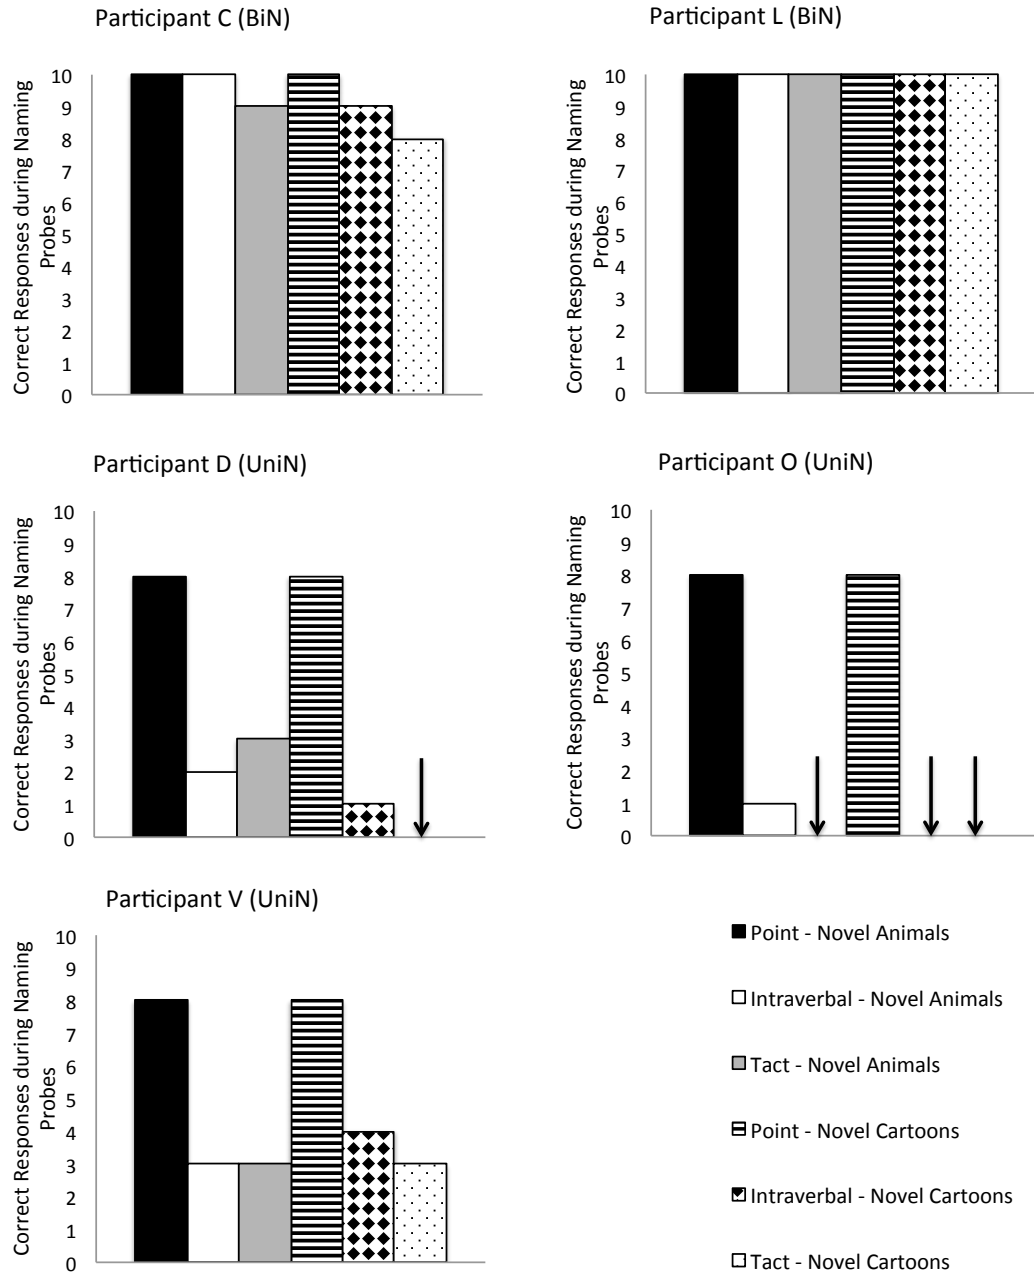 Participant C (BiN)
Correct Responses during Naming
Probes
10
9
8
7
6
5
4
3
2
1
0
Participant L (BiN)
Correct Responses during Naming
Probes
10
9
8
7
6
5
4
3
2
1
0
Participant D (UniN)
Correct Responses during Naming
Probes
10
9
8
7
6
5
4
3
2
1
0
Participant O (UniN)
Correct Responses during Naming
Probes
10
9
8
7
6
5
4
3
2
1
0
Participant V (UniN)
Correct Responses during Naming
Probes
10
9
8
7
6
5
4
3
2
1
0
Point - Novel Animals
Intraverbal - Novel Animals
Tact - Novel Animals
Point - Novel Cartoons
Intraverbal - Novel Cartoons
Tact - Novel Cartoons